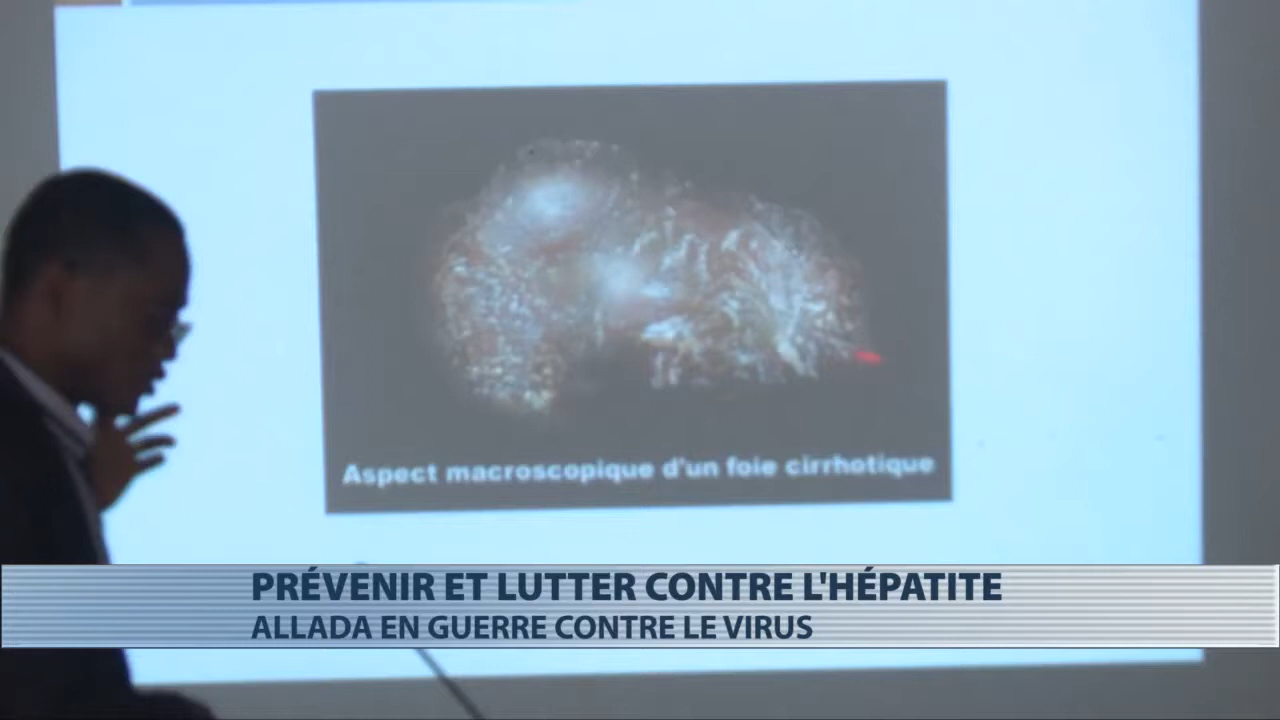 Aspect macroscopique d'un foie cirrhotique
PRÉVENIR ET LUTTER CONTRE L'HÉPATITE
ALLADA EN GUERRE CONTRE LE VIRUS